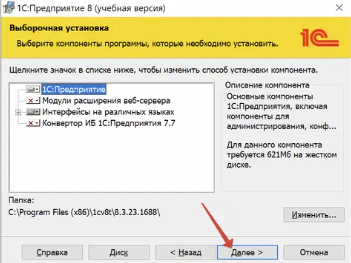 1С:Предприятие 8 (учебная версия)
Выборочная установка
Выберите компоненты программы, которые необходимо установить.
1С
Щелкните значок в списке ниже, чтобы изменить способ установки компонента.
1С:Предприятие
Модули расширения веб-сервера
Интерфейсы на различных языках
Конвертор ИБ 1С:Предприятия 7.7
Описание компонента
Основные компоненты
1С:Предприятия, включая
компоненты для
администрирования, конф...
Для данного компонента
требуется 621Мб на жестком
диске.
Папка:
C:\Program Files (x86)\1cv8t\8.3.23.1688\
Изменить...
Справка
Диск
< Назад
Далее >
Отмена